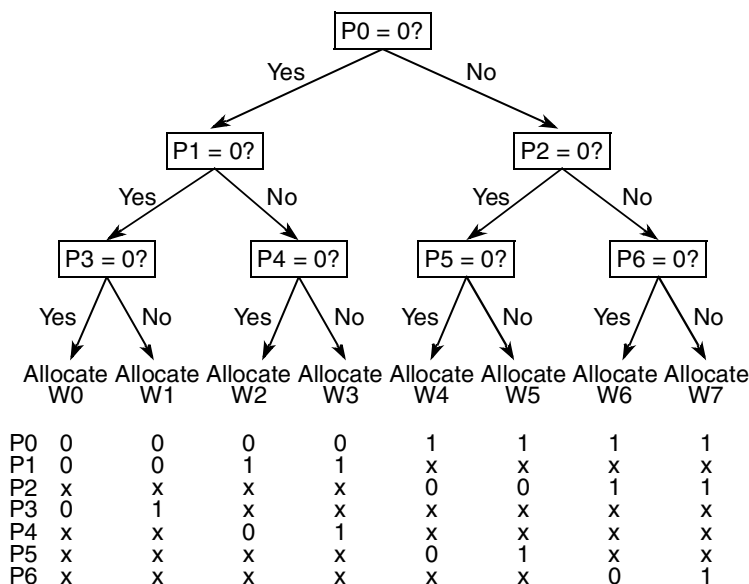 P0 = 0?
Yes No
P1 = 0? P2 = 0?
Yes No Yes No
P3 = 0? P4 = 0? P5 = 0? P6 = 0?
Yes No Yes No Yes No Yes No
Allocate Allocate Allocate Allocate Allocate Allocate Allocate Allocate
W0 W1 W2 W3 W4 W5 W6 W7
P0 0 0 0 0 1 1 1 1
P1 0 0 1 1 x x x x
P2 x x x x 0 0 1 1
P3 0 1 x x x x x x
P4 x x 0 1 x x x x
P5 x x x x 0 1 x x
P6 x x x x x x 0 1